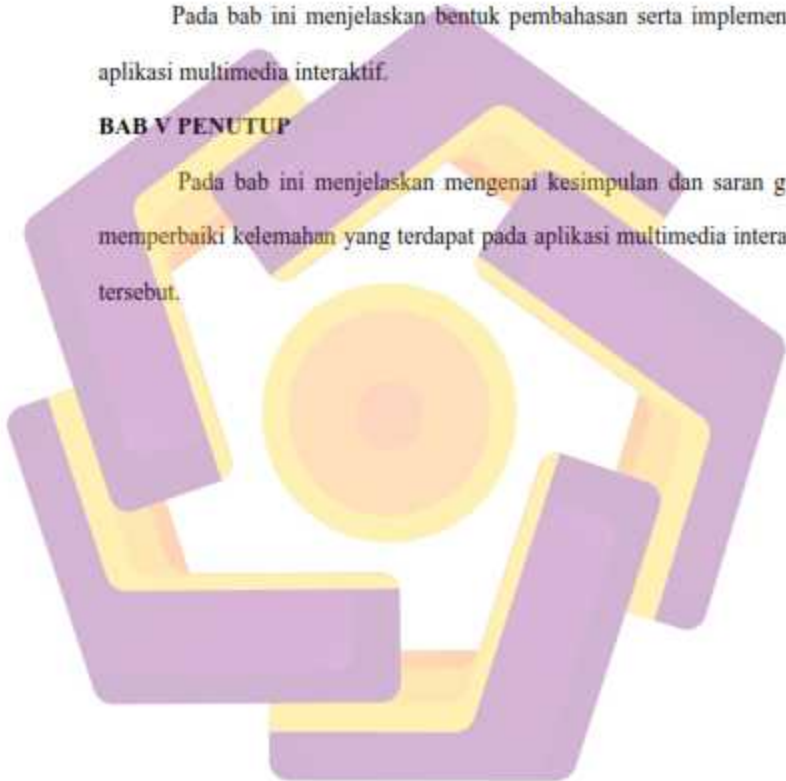 Pada bab ini menjelaskan bentuk pembahasan serta implemen
aplikasi multimedia interaktif.
BAB V PENUTUP
Pada bab ini menjelaskan mengenai kesimpulan dan saran g
memperbaiki kelemahan yang terdapat pada aplikasi multimedia intera
tersebut.